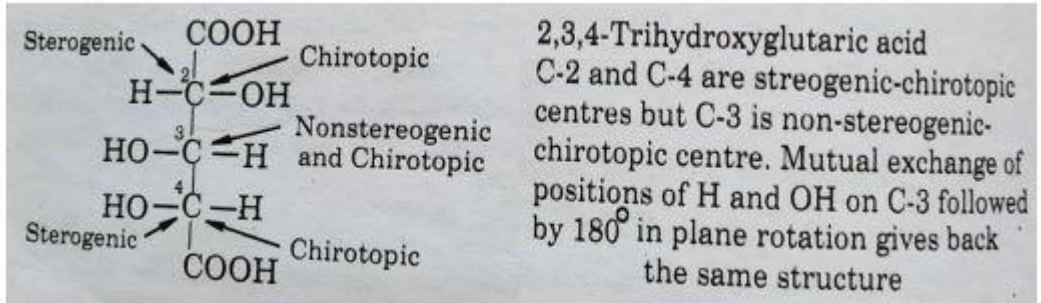 COOH
Sterogenic
Chirotopic
2
H–C–OH
3
HO–C–H
Nonstereogenic
and Chirotopic
4
HO–C–H
Sterogenic
Chirotopic
COOH
2,3,4-Trihydroxyglutaric acid
C-2 and C-4 are streogenic-chirotopic
centres but C-3 is non-stereogenic-
chirotopic centre. Mutual exchange of
positions of H and OH on C-3 followed
by 180° in plane rotation gives back
the same structure